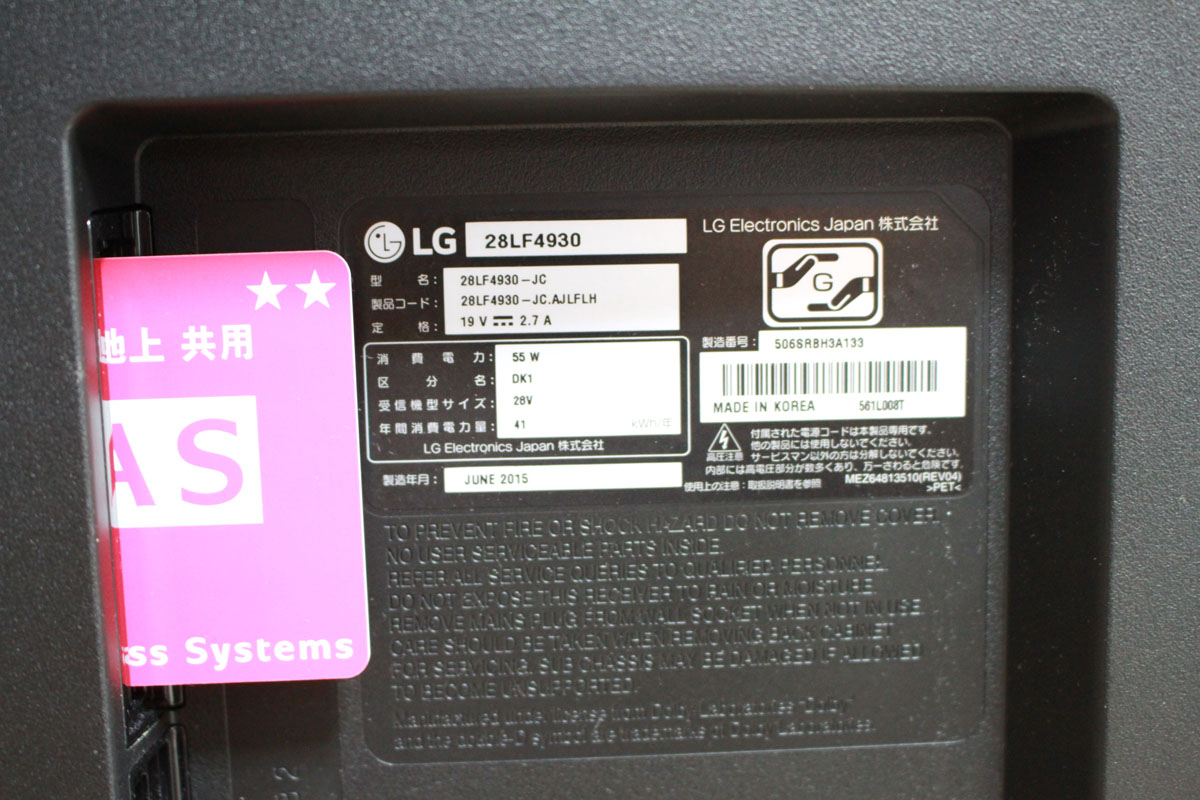 LG 28LF4930
LG Electronics Japan 株式会社
型 名: 28LF4930-JC
製品コード: 28LF4930-JC.AJLFLH
定 格: 19 V 2.7 A
G
消 費 電 力: 55 W
区 分 名: DK1
受信機型サイズ: 28V
年間消費電力量: 41 kWh/年
LG Electronics Japan 株式会社
製造年月: JUNE 2015
製造番号: 506SRBH3A133
MADE IN KOREA 561L008T
高圧注意
付属された電源コードは本製品専用です。
他の製品には使用しないでください。
サービスマン以外の方は分解しないでください。
内部には高電圧部分が数多くあり、万一さわると危険です。
使用上の注意:取扱説明書を参照
MEZ64813510(REV04)
>PET<
★★
地上 共用
AS
ss Systems
TO PREVENT FIRE OR SHOCK HAZARD DO NOT REMOVE COVER.
NO USER SERVICEABLE PARTS INSIDE.
REFER ALL SERVICE QUERIES TO QUALIFIED PERSONNEL.
DO NOT EXPOSE THIS RECEIVER TO RAIN OR MOISTURE.
REMOVE MAINS PLUG FROM WALL SOCKET WHEN NOT IN USE.
CARE SHOULD BE TAKEN WHEN REMOVING BACK CABINET
FOR SERVICING. SUB CHASSIS MAY BE DAMAGED IF ALLOWED
TO BECOME UNSUPPORTED.
Manufactured under license from Dolby Laboratories. "Dolby"
and the double-D symbol are trademarks of Dolby Laboratories.